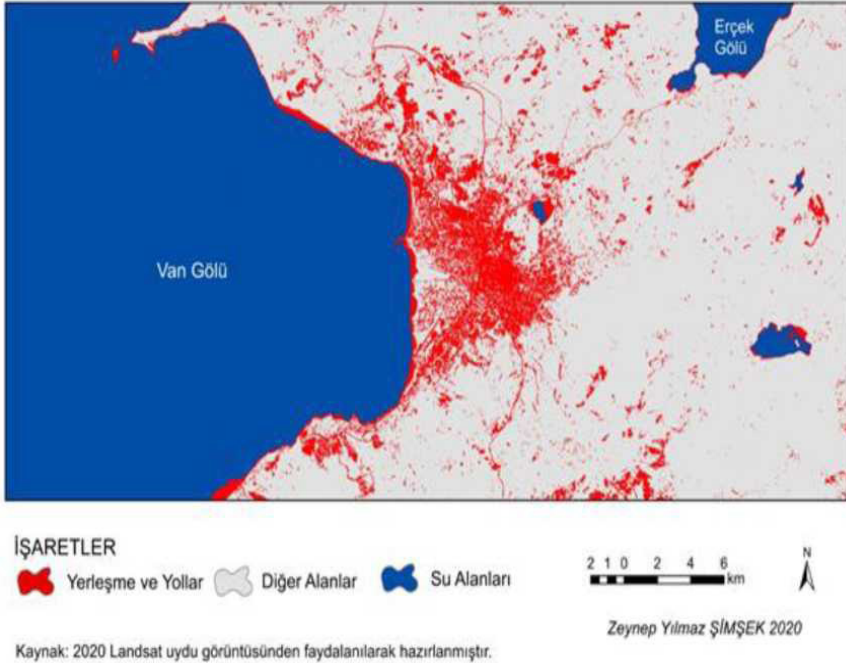 Erçek
Gölü
Van Gölü
İŞARETLER
Yerleşme ve Yollar
Diğer Alanlar
Su Alanları
2 1 0 2 4 6
km
N
Zeynep Yılmaz ŞİMŞEK 2020
Kaynak: 2020 Landsat uydu görüntüsünden faydalanılarak hazırlanmıştır.